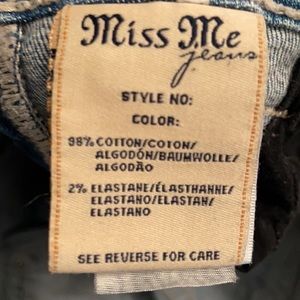 Miss Me
jeans
STYLE NO:
COLOR:
98% COTTON/COTON/
ALGODÓN/BAUMWOLLE/
ALGODÃO
2% ELASTANE/ÉLASTHANNE/
ELASTANO/ELASTAN/
ELASTANO
SEE REVERSE FOR CARE